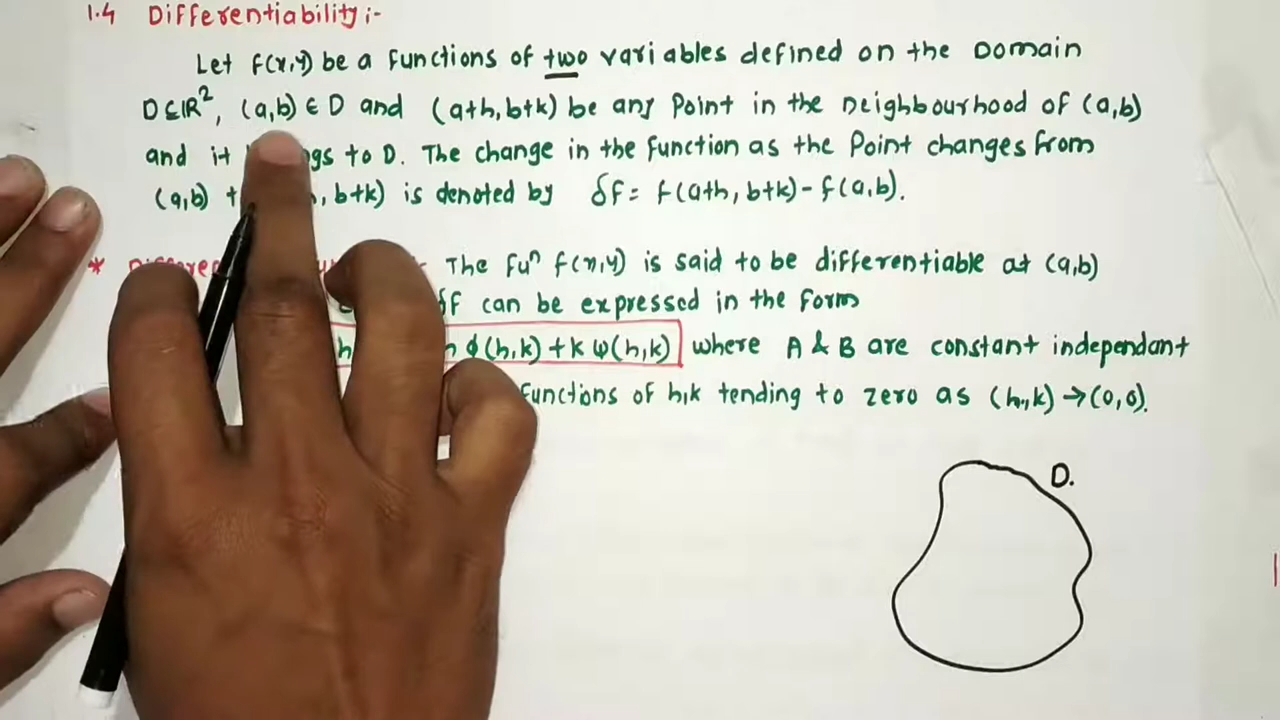 1.4 Differentiability :-
Let f(x,y) be a functions of two variables defined on the Domain
D⊆IR², (a,b) ∈ D and (a+h, b+k) be any Point in the neighbourhood of (a,b)
and it to D. The change in the function as the Point changes from
(a,b) , b+k) is denoted by δf = f(a+h, b+k) - f(a,b).
* The Fuⁿ f(x,y) is said to be differentiable at (a,b)
δf can be expressed in the form
h ϕ(h,k) + k ψ(h,k) where A & B are constant independant
functions of h,k tending to zero as (h,k) → (0,0).
D.